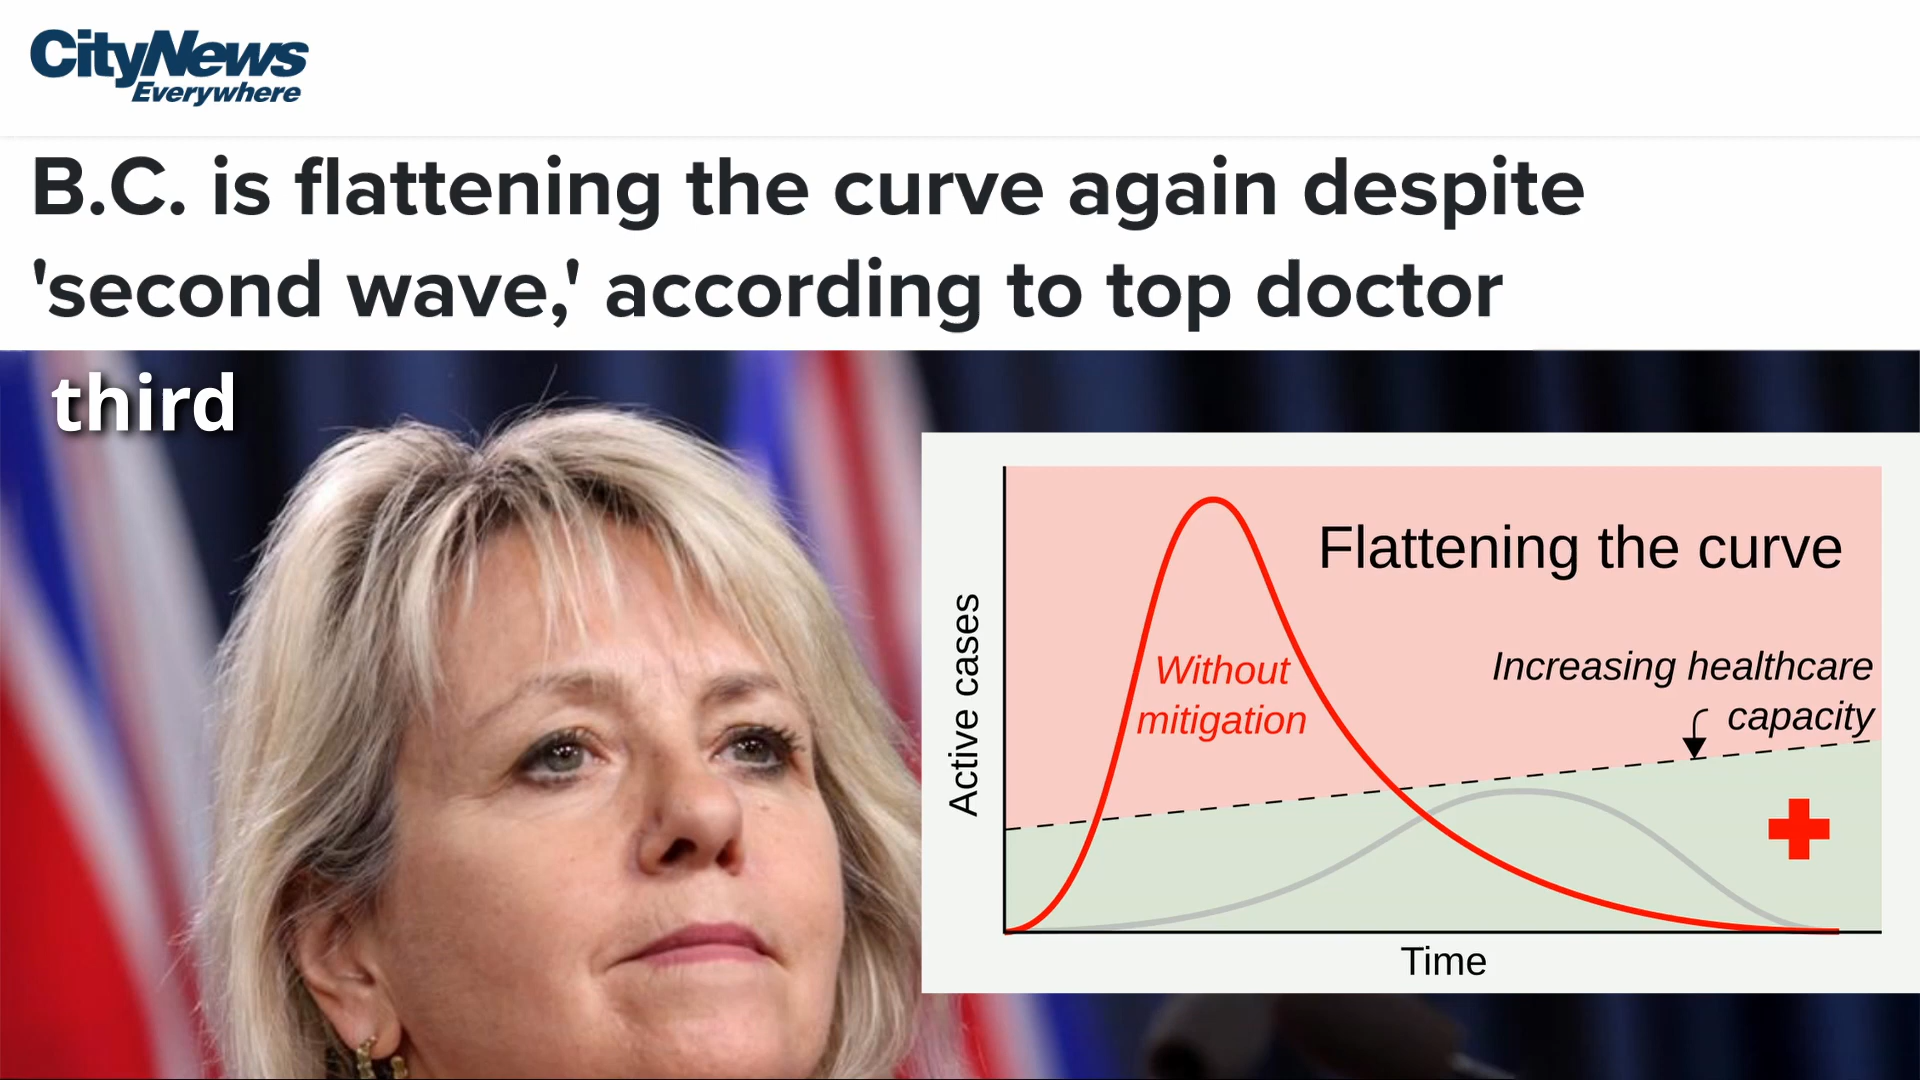 CityNews
Everywhere
B.C. is flattening the curve again despite
'second wave,' according to top doctor
third
Flattening the curve
Without
mitigation
Increasing healthcare
capacity
Active cases
Time